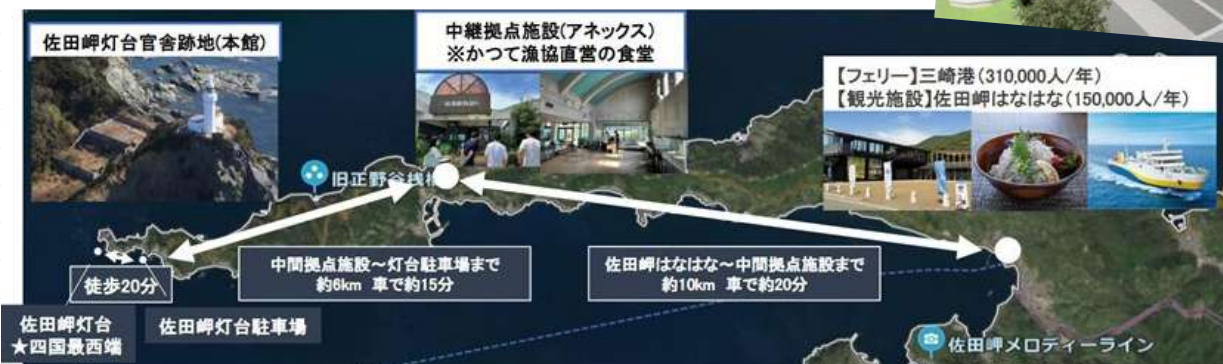 佐田岬灯台官舎跡地(本館)
中継拠点施設(アネックス)
※かつて漁協直営の食堂
【フェリー】三崎港(310,000人/年)
【観光施設】佐田岬はなはな(150,000人/年)
旧正野谷桟橋
徒歩20分
中間拠点施設～灯台駐車場まで
約6km 車で約15分
佐田岬はなはな～中間拠点施設まで
約10km 車で約20分
佐田岬灯台
★四国最西端
佐田岬灯台駐車場
佐田岬メロディーライン